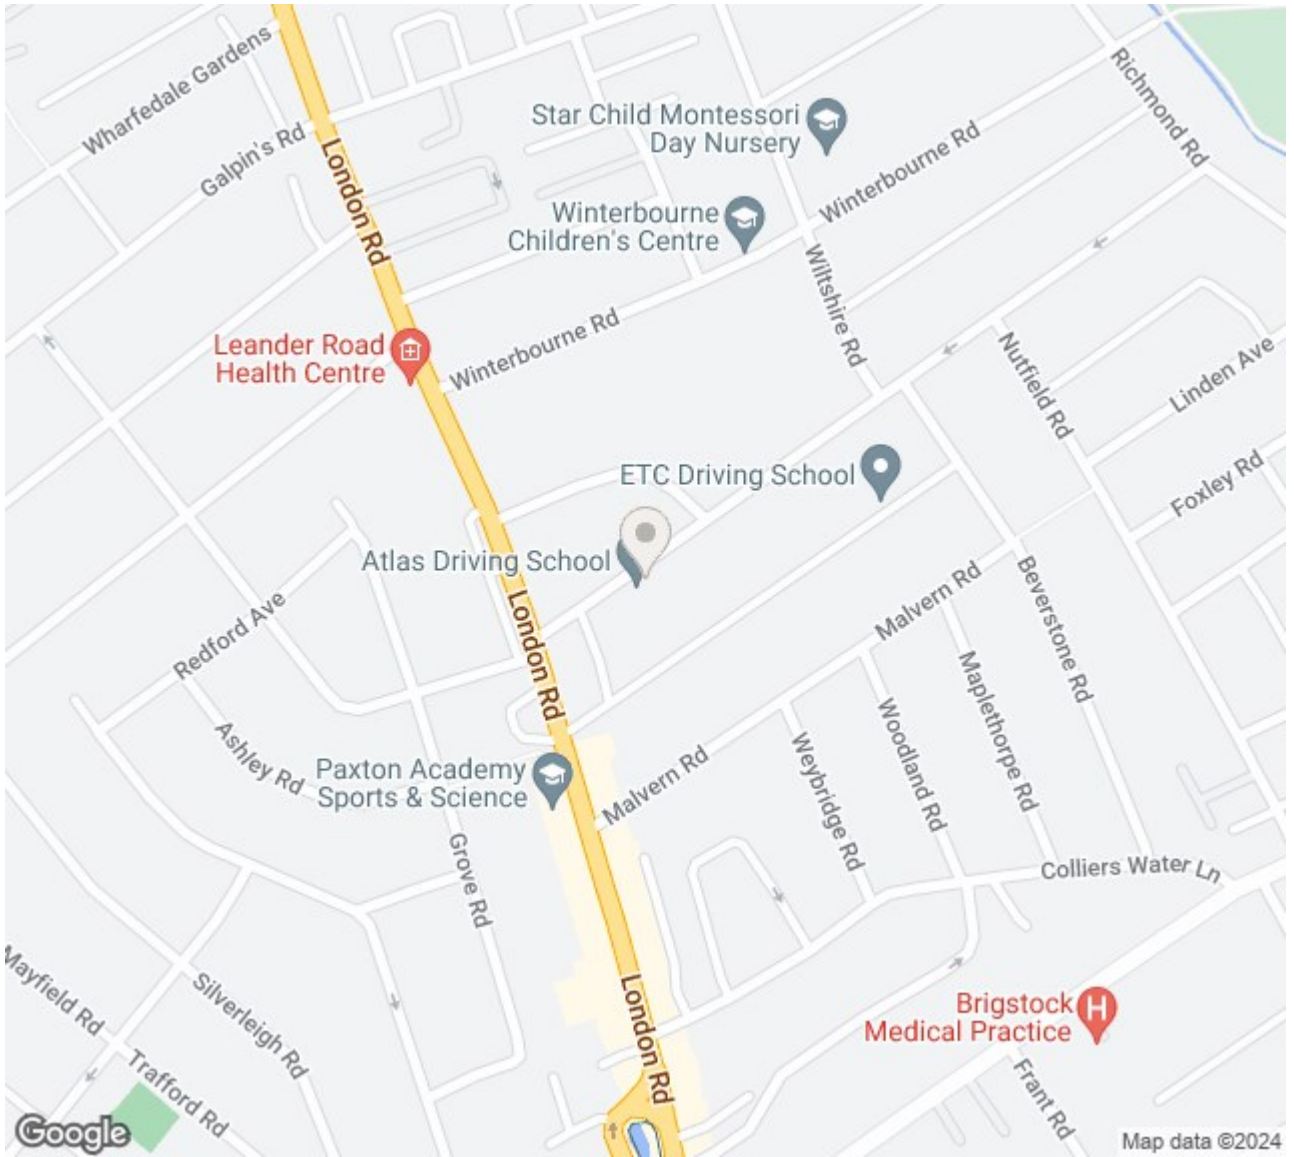 Wharfedale Gardens
Galpin's Rd
London Rd
Star Child Montessori
Day Nursery
Winterbourne Rd
Richmond Rd
Winterbourne
Children's Centre
Wiltshire Rd
Leander Road
Health Centre
Winterbourne Rd
Nutfield Rd
Linden Ave
ETC Driving School
Foxley Rd
Atlas Driving School
London Rd
Redford Ave
Malvern Rd
Beverstone Rd
Maplethorpe Rd
Woodland Rd
Ashley Rd
Paxton Academy
Sports & Science
Malvern Rd
Weybridge Rd
Grove Rd
Colliers Water Ln
Mayfield Rd
Silverleigh Rd
London Rd
Brigstock
Medical Practice
H
Trafford Rd
Frant Rd
Google
Map data ©2024